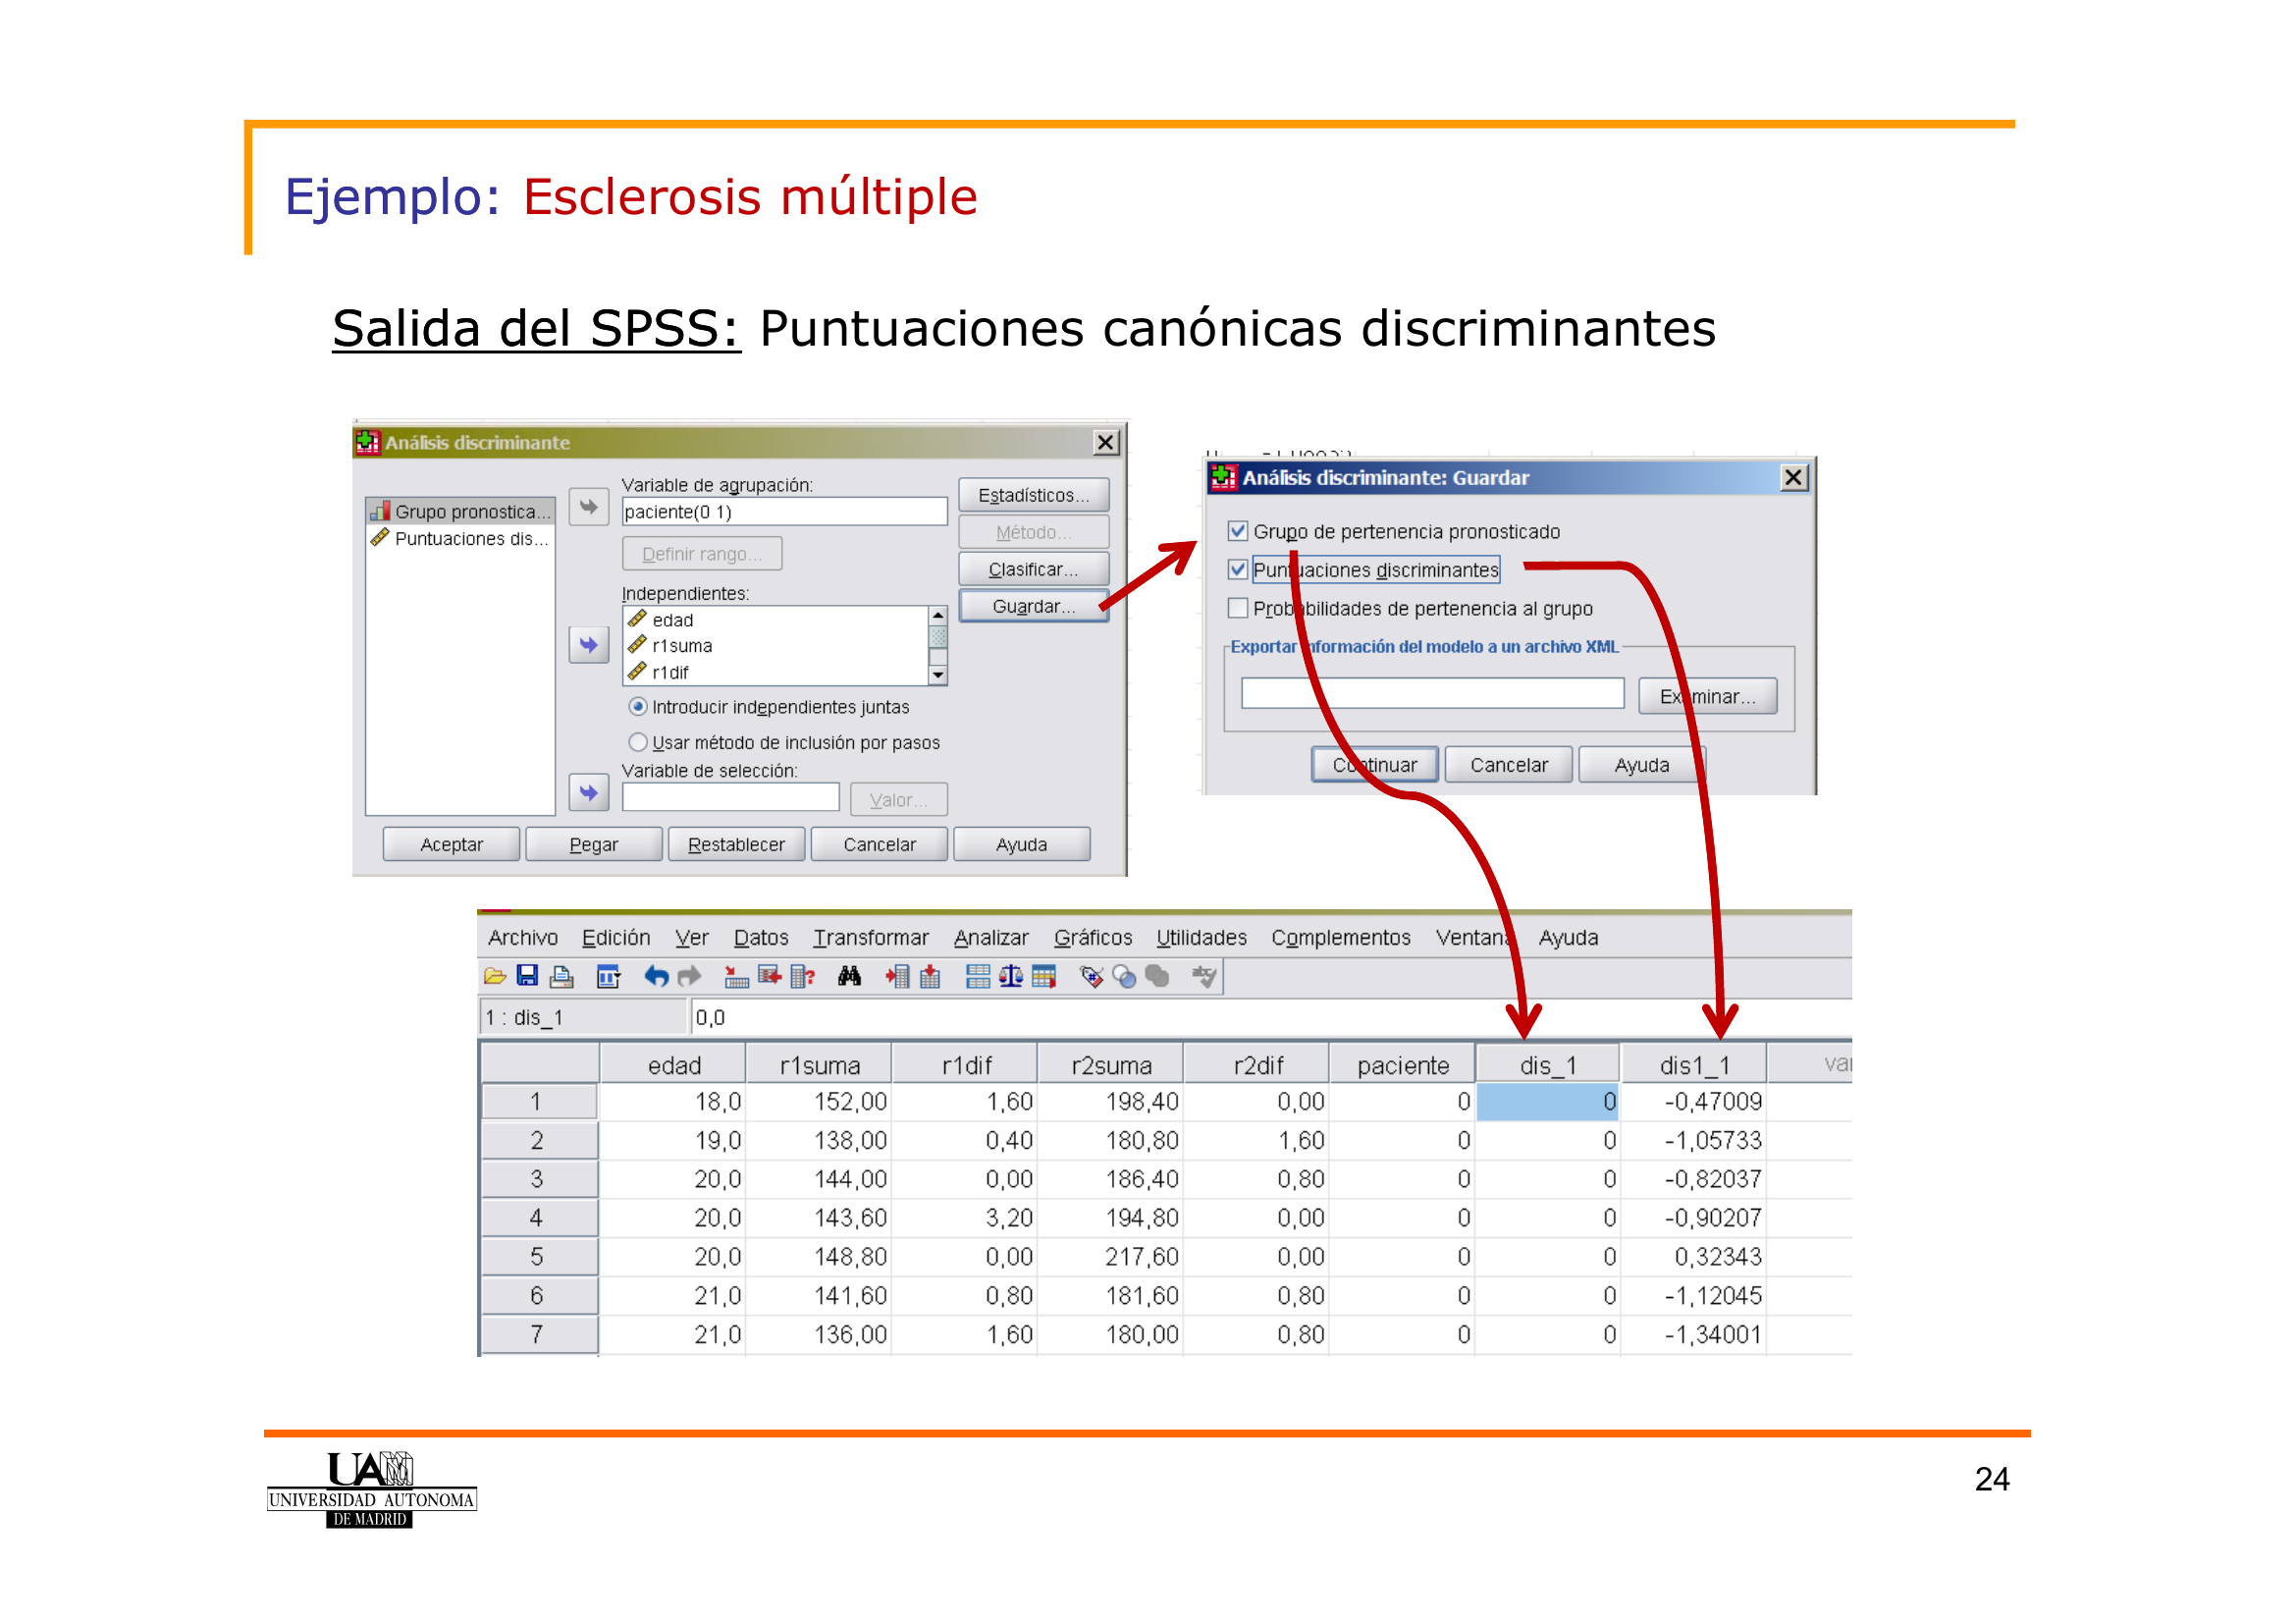 Ejemplo: Esclerosis múltiple
Salida del SPSS: Puntuaciones canónicas discriminantes
Análisis discriminante
Grupo pronostica...
Puntuaciones dis...
Variable de agrupación:
paciente(0 1)
Definir rango...
Independientes:
edad
r1suma
r1dif
Introducir independientes juntas
Usar método de inclusión por pasos
Variable de selección:
Valor...
Estadísticos...
Método...
Clasificar...
Guardar...
Aceptar Pegar Restablecer Cancelar Ayuda
Análisis discriminante: Guardar
Grupo de pertenencia pronosticado
Puntuaciones discriminantes
Probabilidades de pertenencia al grupo
Exportar información del modelo a un archivo XML
Examinar...
Continuar Cancelar Ayuda
Archivo Edición Ver Datos Transformar Analizar Gráficos Utilidades Complementos Ventana Ayuda
1 : dis_1 0,0
edad r1suma r1dif r2suma r2dif paciente dis_1 dis1_1
1 18,0 152,00 1,60 198,40 0,00 0 0 -0,47009
2 19,0 138,00 0,40 180,80 1,60 0 0 -1,05733
3 20,0 144,00 0,00 186,40 0,80 0 0 -0,82037
4 20,0 143,60 3,20 194,80 0,00 0 0 -0,90207
5 20,0 148,80 0,00 217,60 0,00 0 0 0,32343
6 21,0 141,60 0,80 181,60 0,80 0 0 -1,12045
7 21,0 136,00 1,60 180,00 0,80 0 0 -1,34001
UAM
UNIVERSIDAD AUTONOMA
DE MADRID
24